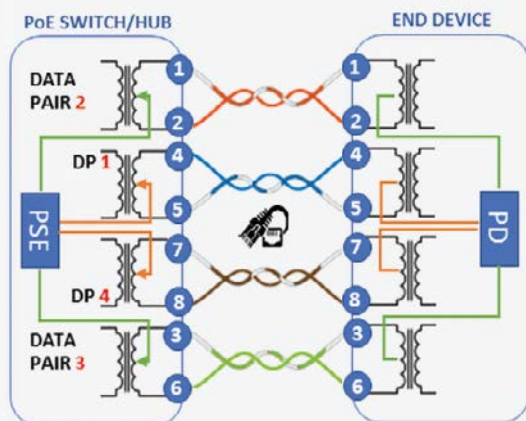 PoE SWITCH/HUB
END DEVICE
DATA
PAIR 2
1
2
1
2
DP 1
4
5
4
5
PSE
PD
DP 4
7
8
7
8
DATA
PAIR 3
3
6
3
6